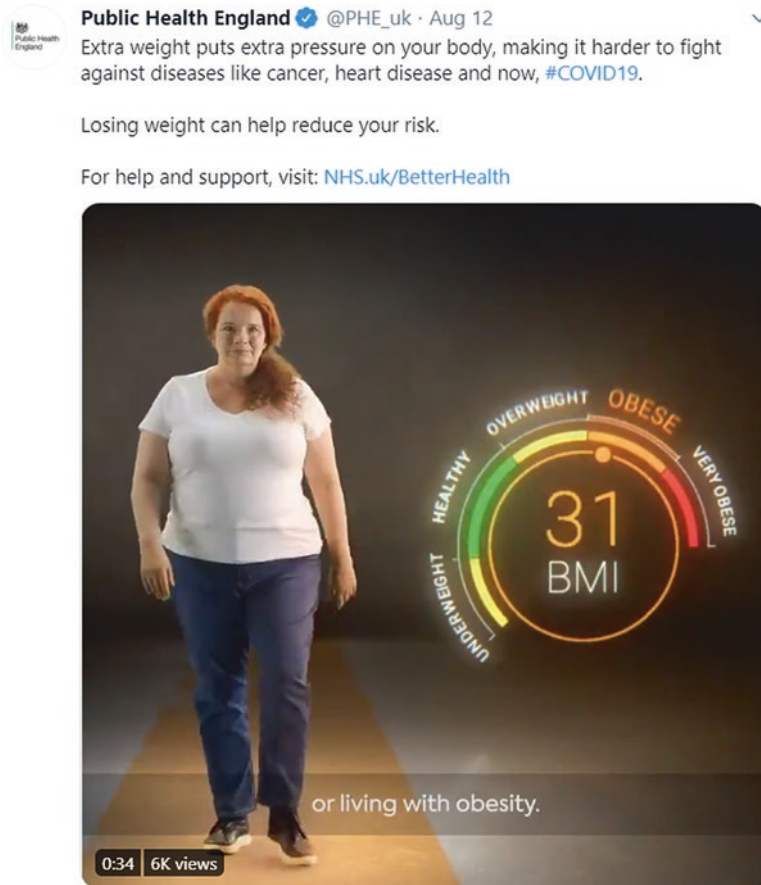 Public Health England @PHE_uk · Aug 12
Public Health
England
Extra weight puts extra pressure on your body, making it harder to fight
against diseases like cancer, heart disease and now, #COVID19.
Losing weight can help reduce your risk.
For help and support, visit: NHS.uk/BetterHealth
UNDERWEIGHT
HEALTHY
OVERWEIGHT
OBESE
VERY OBESE
31
BMI
or living with obesity.
0:34 6K views